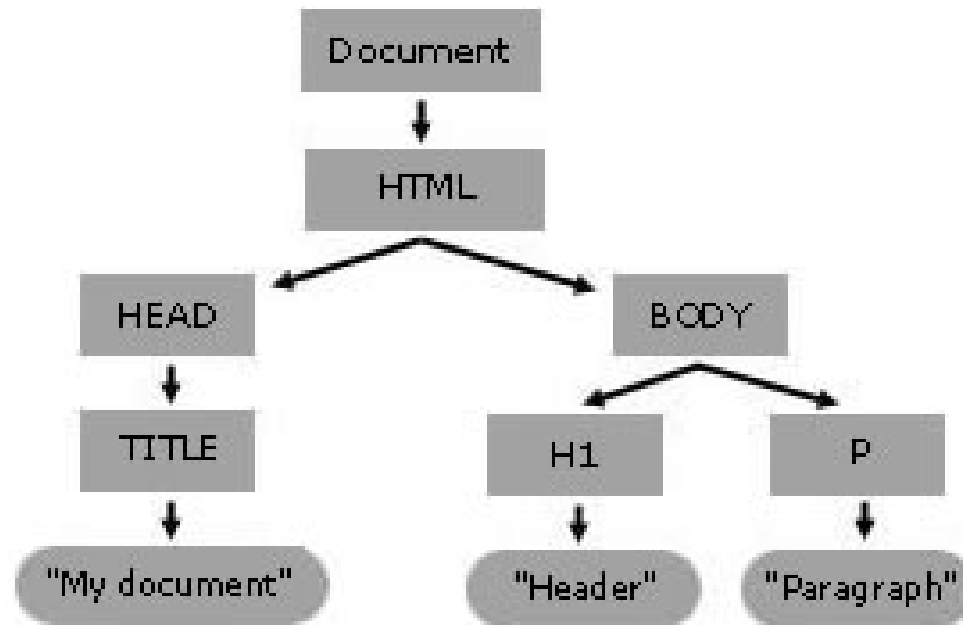 Document
HTML
HEAD
BODY
TITLE
H1
P
"My document"
"Header"
"Paragraph"